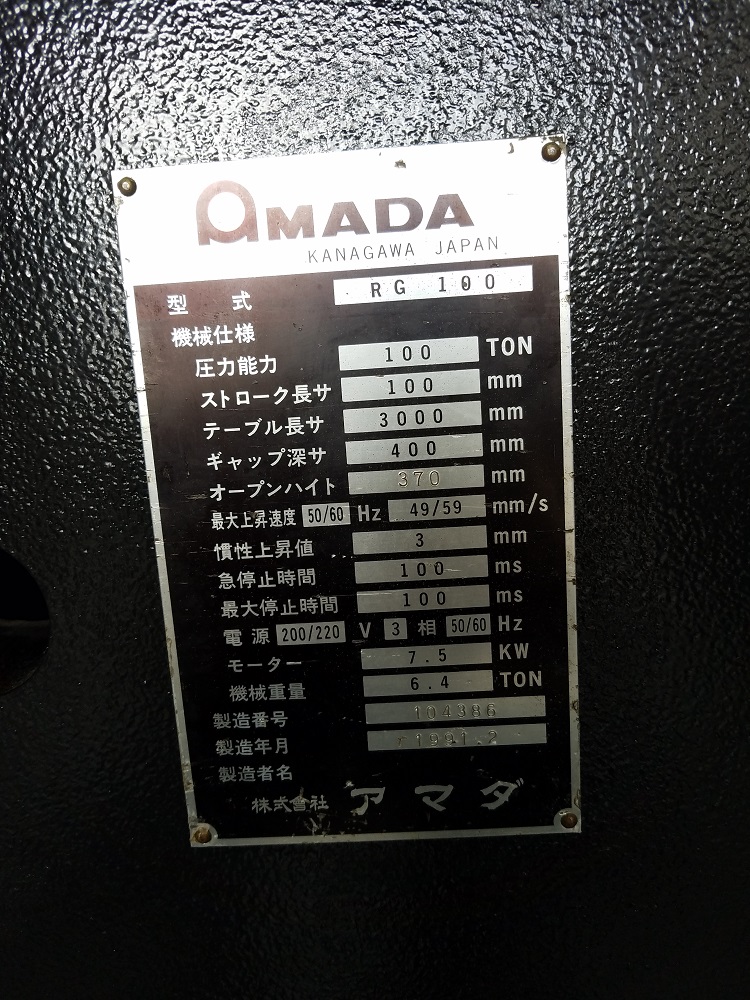 AMADA
KANAGAWA JAPAN
型式 RG 100
機械仕様
圧力能力 100 TON
ストローク長サ 100 mm
テーブル長サ 3000 mm
ギャップ深サ 400 mm
オープンハイト 370 mm
最大上昇速度 50/60 Hz 49/59 mm/s
慣性上昇値 3 mm
急停止時間 100 ms
最大停止時間 100 ms
電源 200/220 V 3 相 50/60 Hz
モーター 7.5 KW
機械重量 6.4 TON
製造番号 104386
製造年月 1991.2
製造者名
株式會社 アマダ